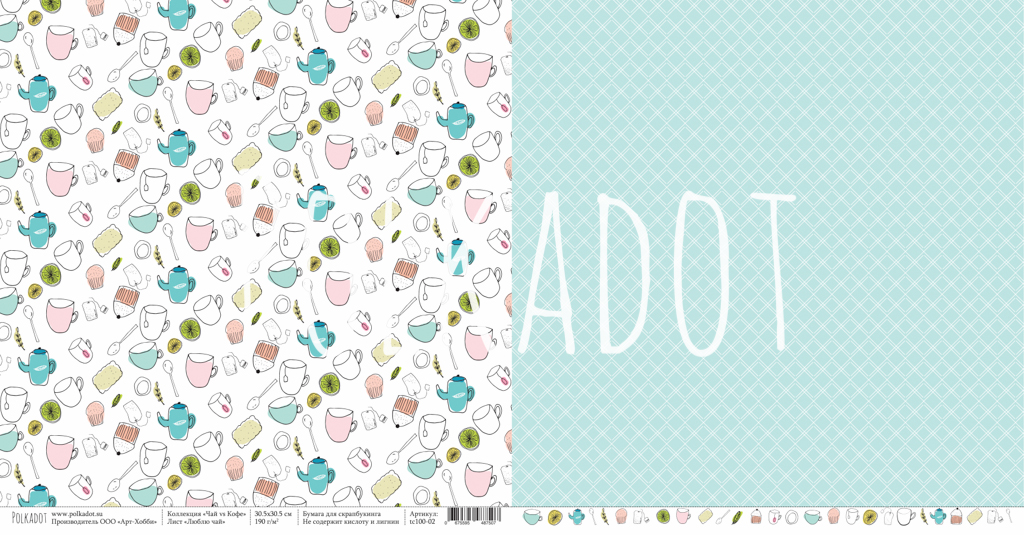 POLKADOT
POLKADOT
www.polkadot.su
Производитель ООО «Арт-Хобби»
Коллекция «Чай vs Кофе»
Лист «Люблю чай»
30.5x30.5 см
190 г/м²
Бумага для скрапбукинга
Не содержит кислоту и лигнин
Артикул:
tc100-02